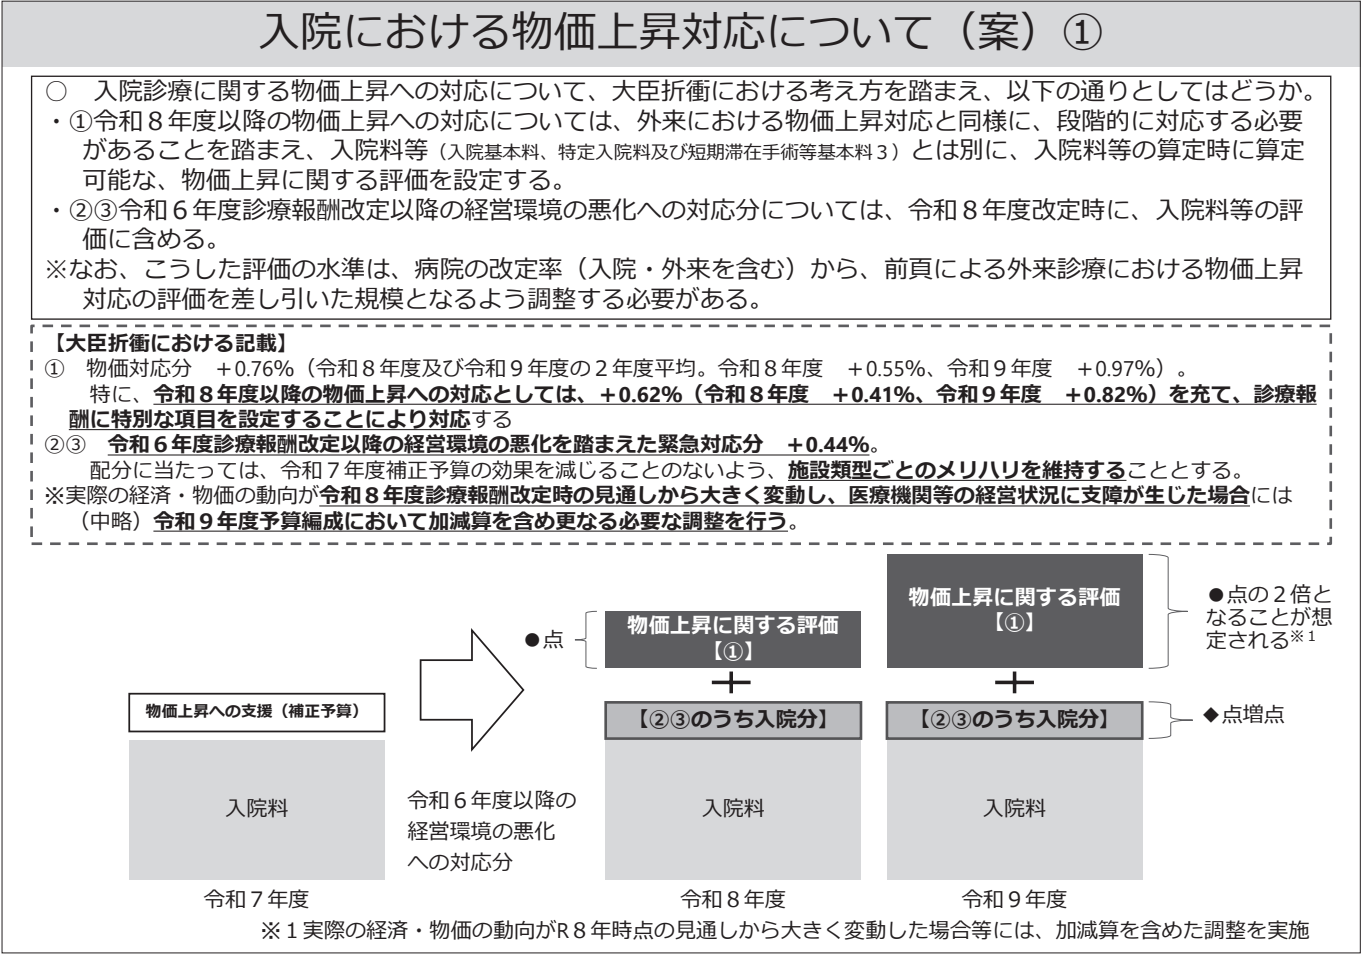 入院における物価上昇対応について（案）①
○　入院診療に関する物価上昇への対応について、大臣折衝における考え方を踏まえ、以下の通りとしてはどうか。
・①令和８年度以降の物価上昇への対応については、外来における物価上昇対応と同様に、段階的に対応する必要
があることを踏まえ、入院料等（入院基本料、特定入院料及び短期滞在手術等基本料３）とは別に、入院料等の算定時に算定
可能な、物価上昇に関する評価を設定する。
・②③令和６年度診療報酬改定以降の経営環境の悪化への対応分については、令和８年度改定時に、入院料等の評
価に含める。
※なお、こうした評価の水準は、病院の改定率（入院・外来を含む）から、前頁による外来診療における物価上昇
対応の評価を差し引いた規模となるよう調整する必要がある。
【大臣折衝における記載】
①　物価対応分　+0.76%（令和８年度及び令和９年度の２年度平均。令和８年度　+0.55%、令和９年度　+0.97%）。
特に、令和８年度以降の物価上昇への対応としては、+0.62%（令和８年度　+0.41%、令和９年度　+0.82%）を充て、診療報
酬に特別な項目を設定することにより対応する
②③　令和６年度診療報酬改定以降の経営環境の悪化を踏まえた緊急対応分　+0.44%。
配分に当たっては、令和７年度補正予算の効果を減じることのないよう、施設類型ごとのメリハリを維持することとする。
※実際の経済・物価の動向が令和８年度診療報酬改定時の見通しから大きく変動し、医療機関等の経営状況に支障が生じた場合には
（中略）令和９年度予算編成において加減算を含め更なる必要な調整を行う。
物価上昇への支援（補正予算）
入院料
令和７年度
令和６年度以降の
経営環境の悪化
への対応分
●点
物価上昇に関する評価
【①】
＋
【②③のうち入院分】
入院料
令和８年度
物価上昇に関する評価
【①】
＋
【②③のうち入院分】
入院料
令和９年度
●点の２倍と
なることが想
定される※１
◆点増点
※１実際の経済・物価の動向がR８年時点の見通しから大きく変動した場合等には、加減算を含めた調整を実施